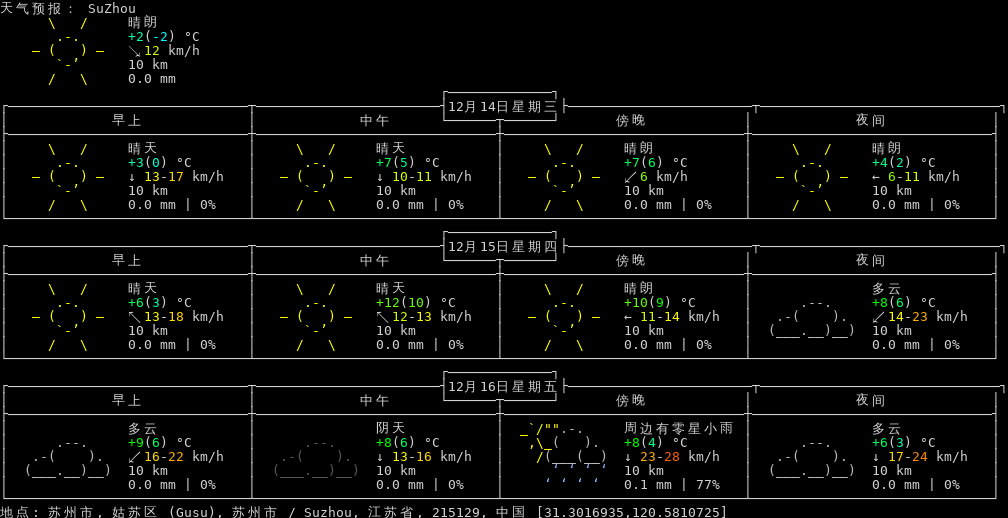 天气预报： SuZhou
晴朗
+2(-2) °C
↘ 12 km/h
10 km
0.0 mm
12月14日星期三
早上 中午 傍晚 夜间
晴天 晴天 晴朗 晴朗
+3(0) °C +7(5) °C +7(6) °C +4(2) °C
↓ 13-17 km/h ↓ 10-11 km/h ↙ 6 km/h ← 6-11 km/h
10 km 10 km 10 km 10 km
0.0 mm | 0% 0.0 mm | 0% 0.0 mm | 0% 0.0 mm | 0%
12月15日星期四
早上 中午 傍晚 夜间
晴天 晴天 晴朗 多云
+6(3) °C +12(10) °C +10(9) °C +8(6) °C
↖ 13-18 km/h ↖ 12-13 km/h ← 11-14 km/h ↙ 14-23 km/h
10 km 10 km 10 km 10 km
0.0 mm | 0% 0.0 mm | 0% 0.0 mm | 0% 0.0 mm | 0%
12月16日星期五
早上 中午 傍晚 夜间
多云 阴天 周边有零星小雨 多云
+9(6) °C +8(6) °C +8(4) °C +6(3) °C
↙ 16-22 km/h ↓ 13-16 km/h ↓ 23-28 km/h ↓ 17-24 km/h
10 km 10 km 10 km 10 km
0.0 mm | 0% 0.0 mm | 0% 0.1 mm | 77% 0.0 mm | 0%
地点: 苏州市, 姑苏区 (Gusu), 苏州市 / Suzhou, 江苏省, 215129, 中国 [31.3016935,120.5810725]